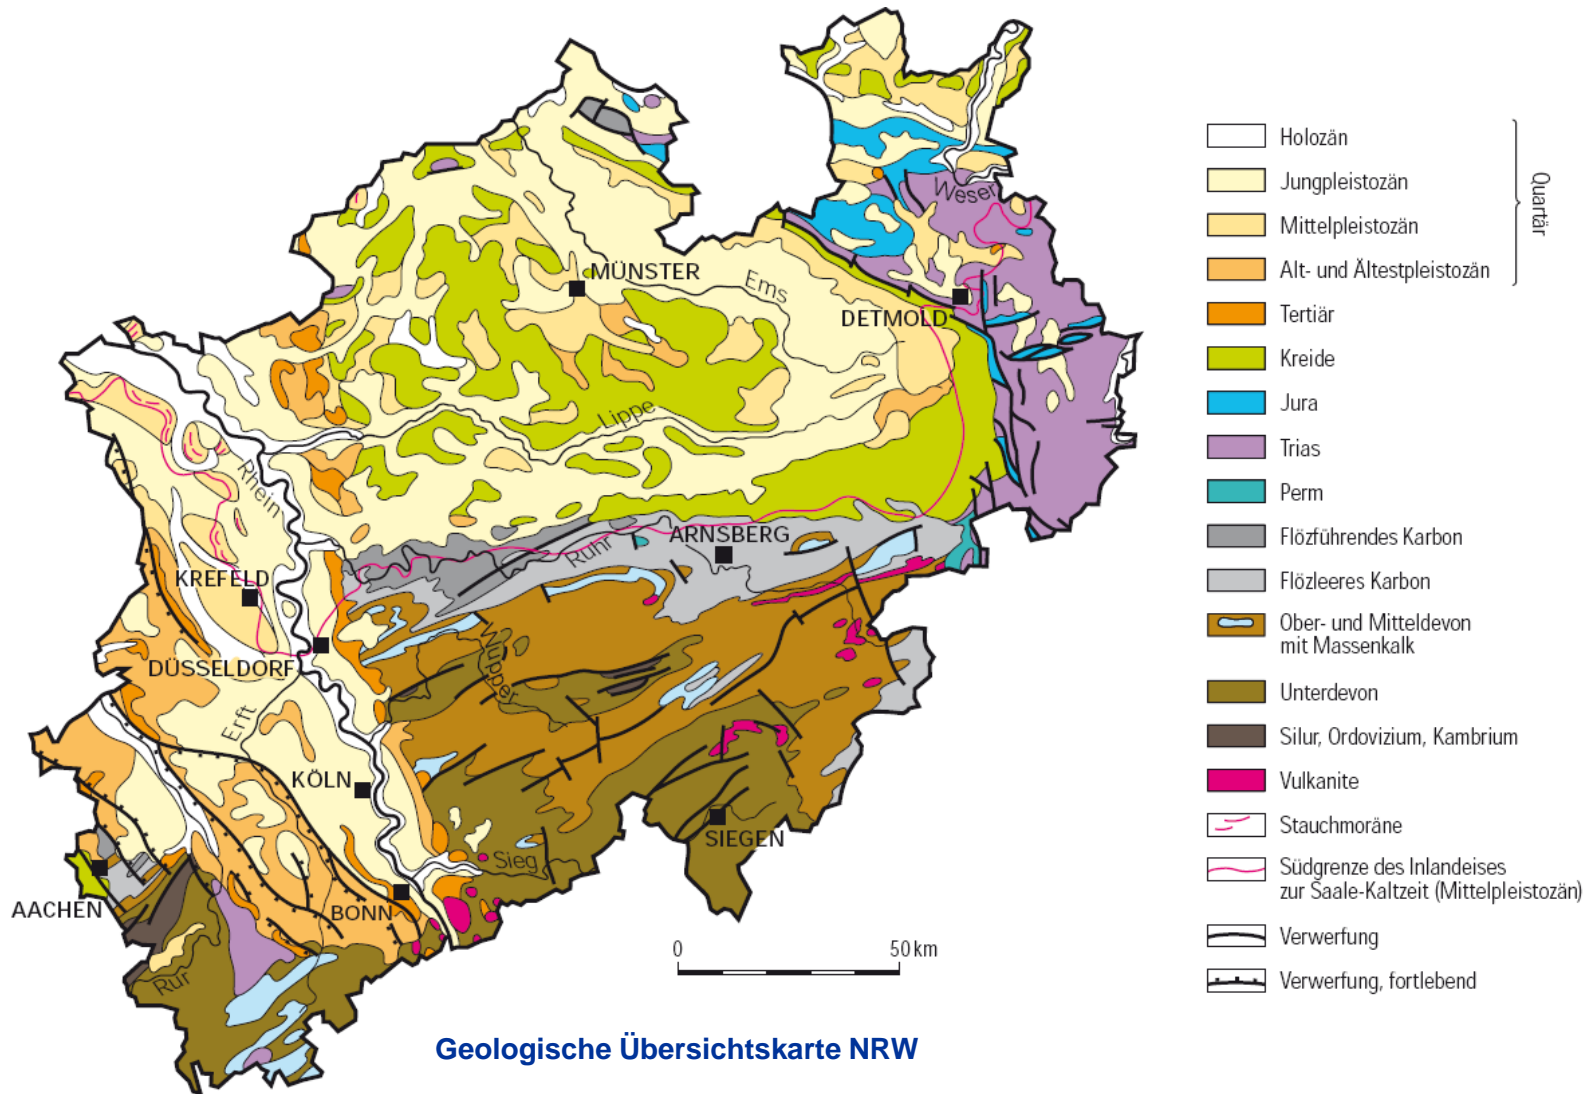 MÜNSTER
Ems
Weser
DETMOLD
Lippe
Rhein
Ruhr
ARNSBERG
KREFELD
DÜSSELDORF
Wupper
Erft
KÖLN
SIEGEN
Sieg
AACHEN
BONN
Rur
0 50 km
Geologische Übersichtskarte NRW
Holozän
Jungpleistozän
Mittelpleistozän
Alt- und Ältestpleistozän
Quartär
Tertiär
Kreide
Jura
Trias
Perm
Flözführendes Karbon
Flözleeres Karbon
Ober- und Mitteldevon
mit Massenkalk
Unterdevon
Silur, Ordovizium, Kambrium
Vulkanite
Stauchmoräne
Südgrenze des Inlandeises
zur Saale-Kaltzeit (Mittelpleistozän)
Verwerfung
Verwerfung, fortlebend